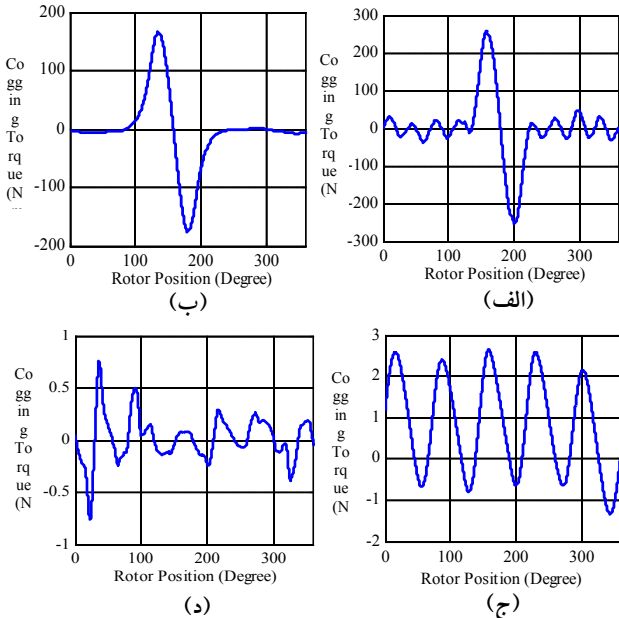 300
200
100
0
-100
-200
-300
Co
gg
in
g
To
rq
ue
(N
0
100
200
300
Rotor Position (Degree)
(الف)
200
100
0
-100
-200
Co
gg
in
g
To
rq
ue
(N
0
100
200
300
Rotor Position (Degree)
(ب)
3
2
1
0
-1
-2
Co
gg
in
g
To
rq
ue
(N
0
100
200
300
Rotor Position (Degree)
(ج)
1
0.5
0
-0.5
-1
Co
gg
in
g
To
rq
ue
(N
0
100
200
300
Rotor Position (Degree)
(د)